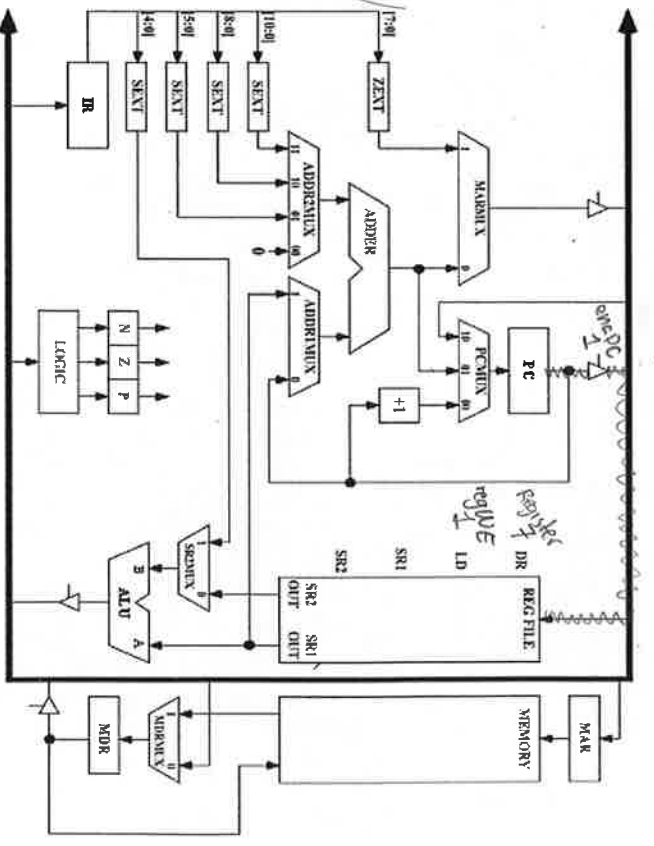 enaPC
1
MAR
PC
Register
7
DR
REG FILE
MEMORY
MARMUX
1 0
PCMUX
10 01 00
regWE
1
LD
+1
SR1
[7:0]
ZEXT
ADDER
SR2
ADDR2MUX
11 10 01 00
ADDR1MUX
1 0
SR2
OUT
SR1
OUT
0
[10:0]
SEXT
[8:0]
SEXT
[5:0]
SEXT
[4:0]
SEXT
SR2MUX
1 0
MDRMUX
1 0
B
A
ALU
MDR
IR
N
Z
P
LOGIC